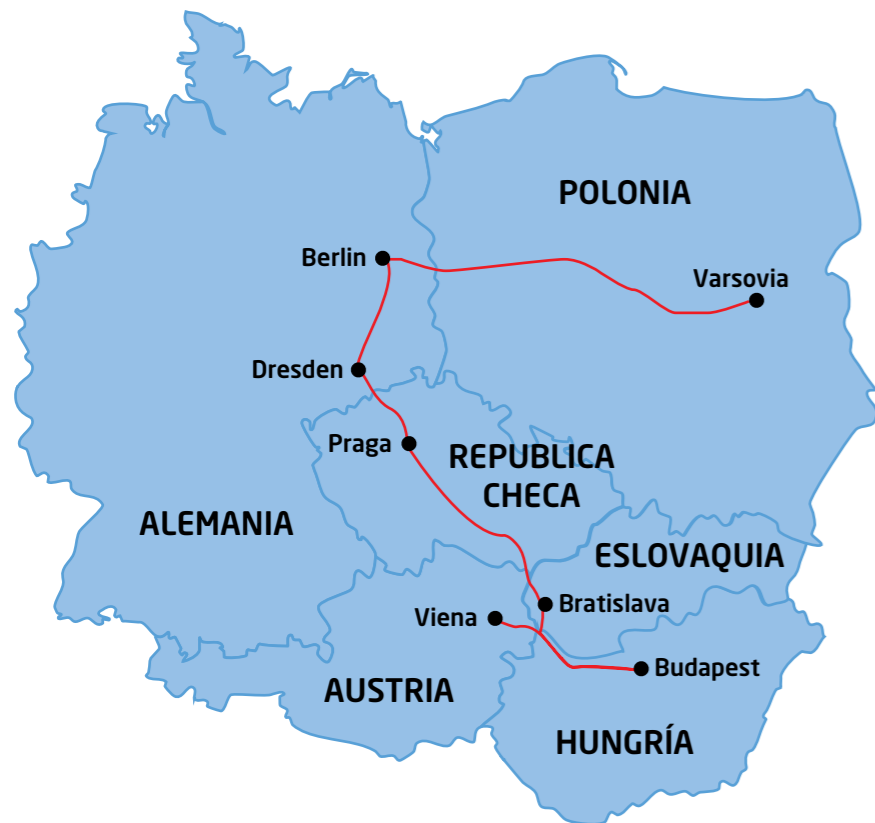 POLONIA
Berlin
Varsovia
Dresden
Praga
REPUBLICA
CHECA
ALEMANIA
ESLOVAQUIA
Viena
Bratislava
Budapest
AUSTRIA
HUNGRÍA